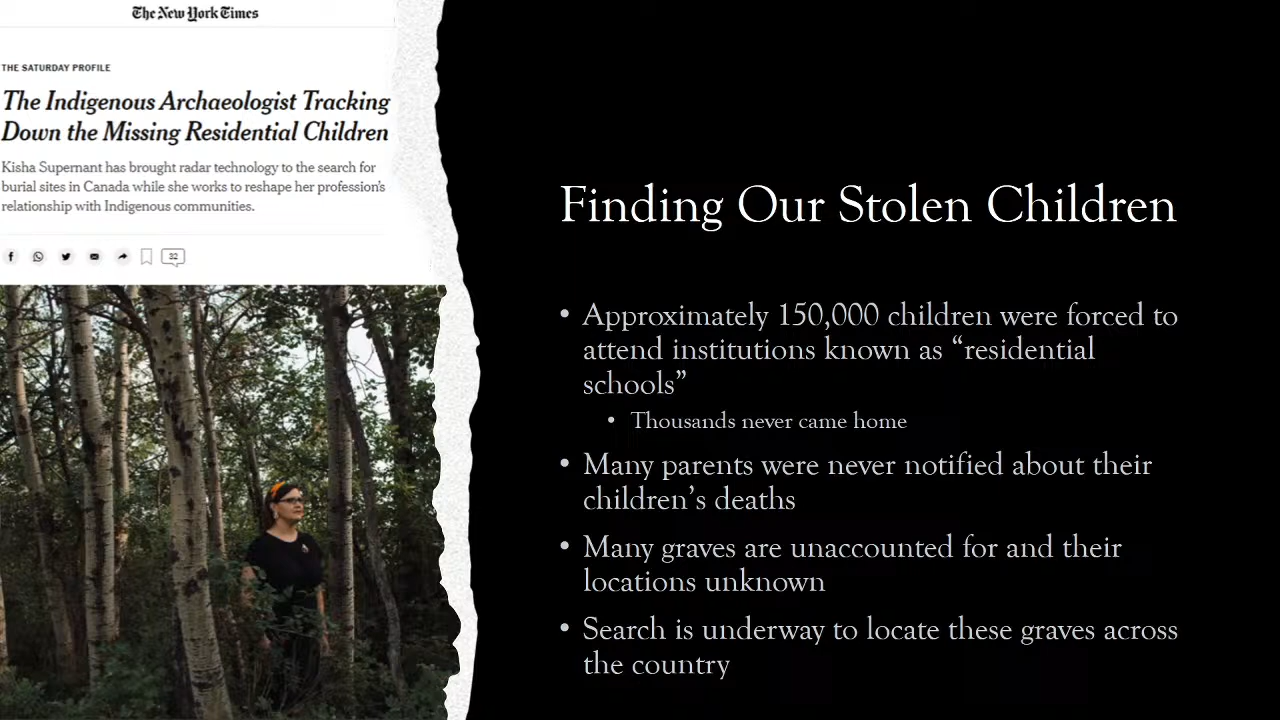 The New York Times
THE SATURDAY PROFILE
The Indigenous Archaeologist Tracking
Down the Missing Residential Children
Kisha Supernant has brought radar technology to the search for
burial sites in Canada while she works to reshape her profession's
relationship with Indigenous communities.
32
Finding Our Stolen Children
• Approximately 150,000 children were forced to
attend institutions known as “residential
schools”
• Thousands never came home
• Many parents were never notified about their
children’s deaths
• Many graves are unaccounted for and their
locations unknown
• Search is underway to locate these graves across
the country